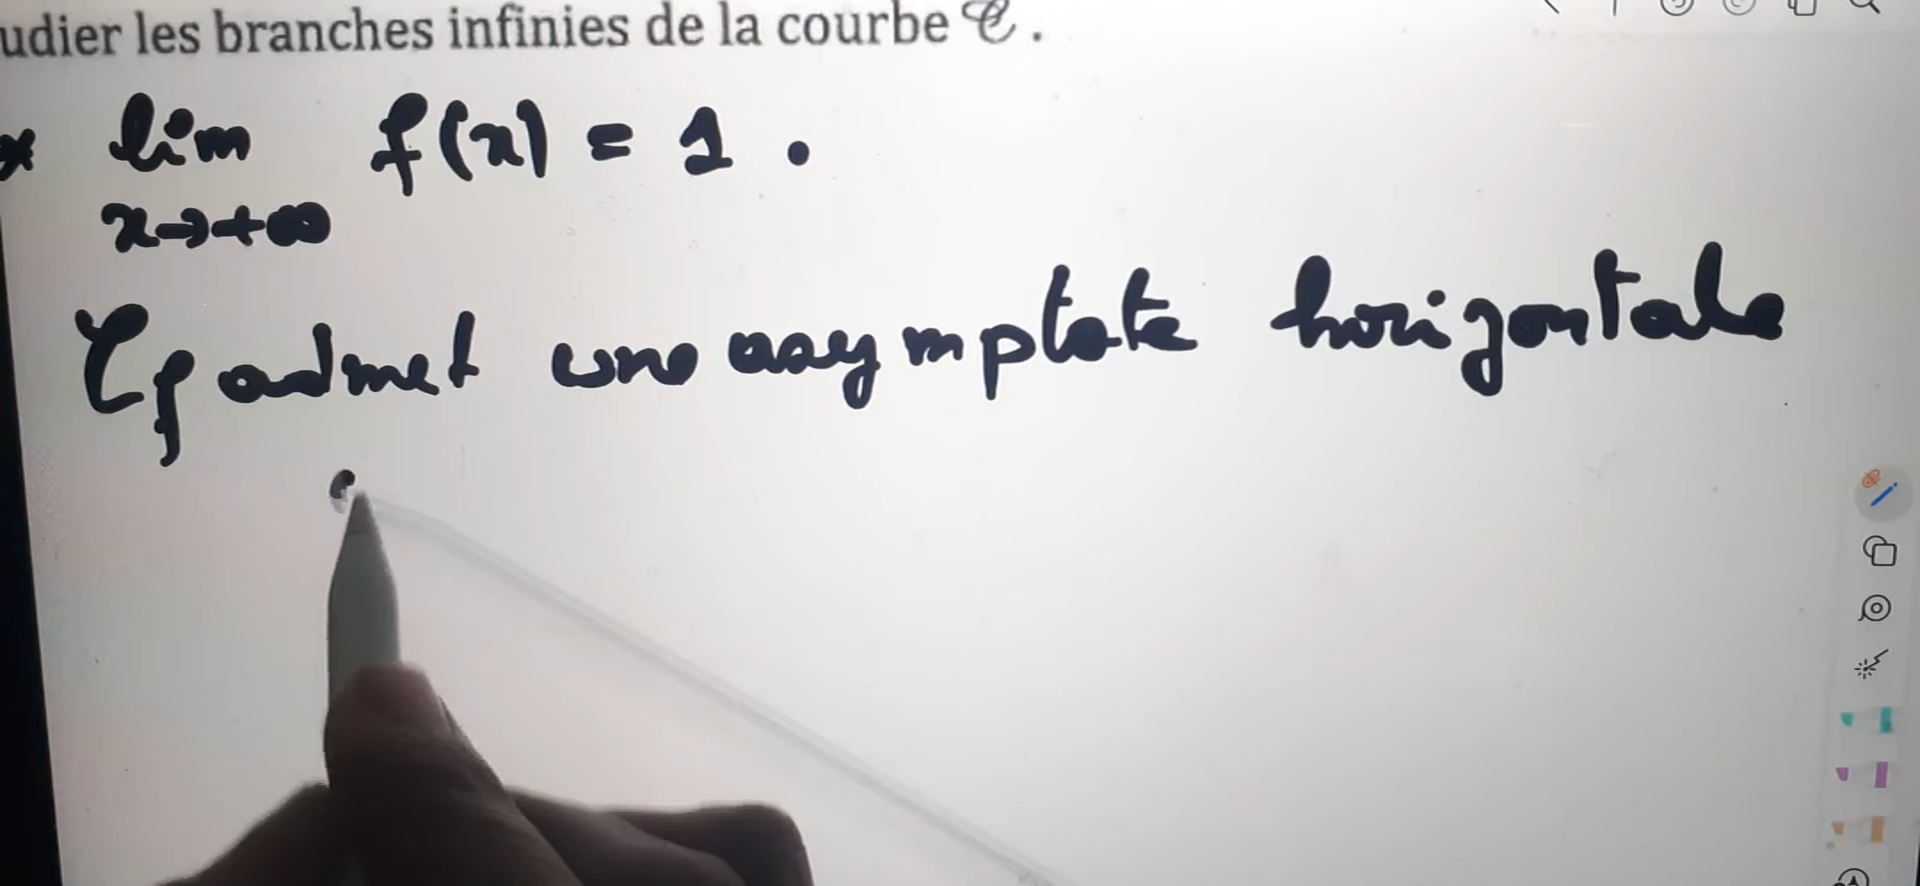 udier les branches infinies de la courbe 𝒞 .
* lim f(x) = 1 .
x→+∞
Cf admet une asymptote horizontale